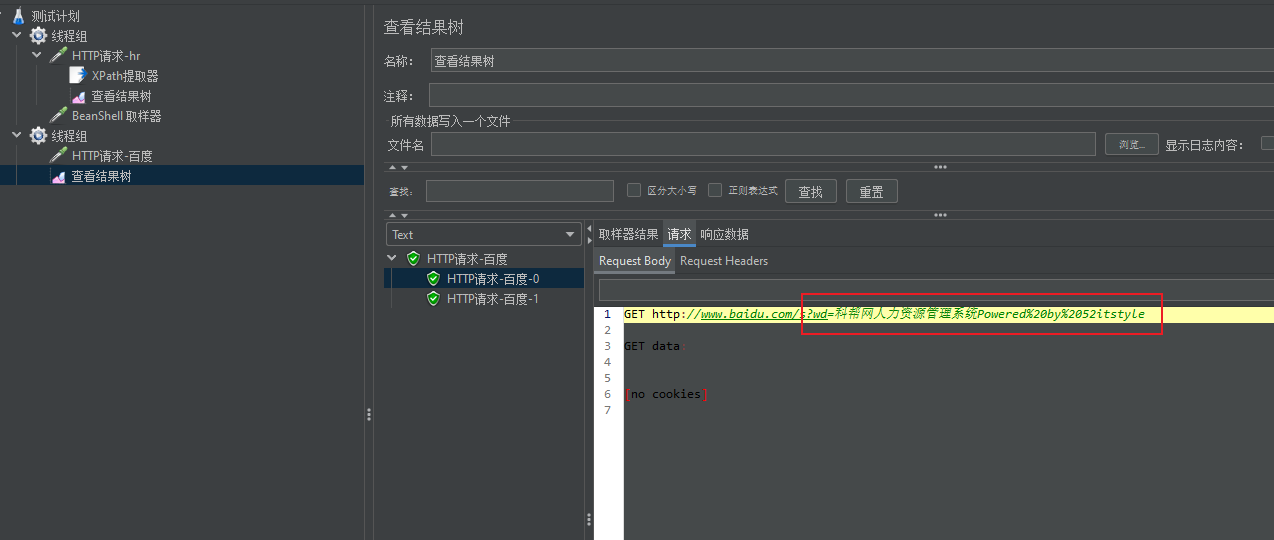 测试计划
线程组
HTTP请求-hr
XPath提取器
查看结果树
BeanShell 取样器
线程组
HTTP请求-百度
查看结果树
查看结果树
名称： 查看结果树
注释：
所有数据写入一个文件
文件名 浏览... 显示日志内容：
查找： 区分大小写 正则表达式 查找 重置
Text
HTTP请求-百度
HTTP请求-百度-0
HTTP请求-百度-1
取样器结果 请求 响应数据
Request Body Request Headers
1 GET http://www.baidu.com/s?wd=科帮网人力资源管理系统Powered%20by%2052itstyle
2
3 GET data
4
5
6 [no cookies]
7